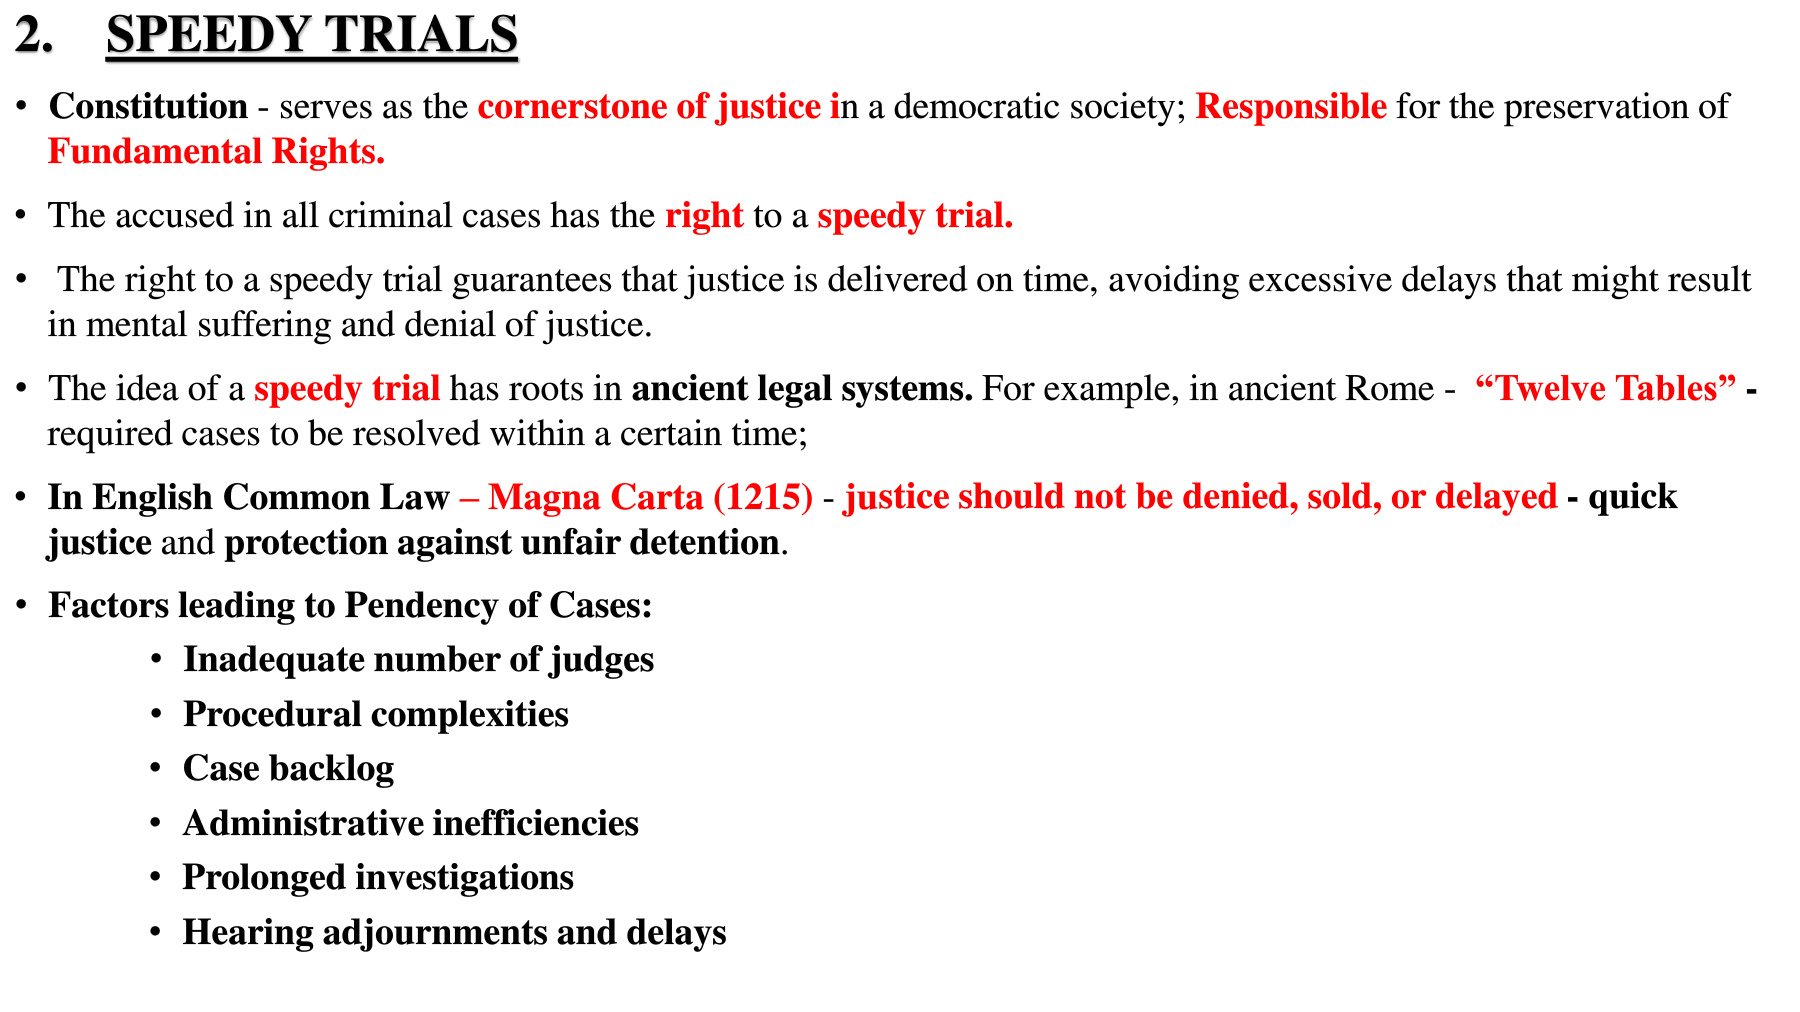 2. SPEEDY TRIALS
• Constitution - serves as the cornerstone of justice in a democratic society; Responsible for the preservation of
Fundamental Rights.
• The accused in all criminal cases has the right to a speedy trial.
• The right to a speedy trial guarantees that justice is delivered on time, avoiding excessive delays that might result
in mental suffering and denial of justice.
• The idea of a speedy trial has roots in ancient legal systems. For example, in ancient Rome - “Twelve Tables” -
required cases to be resolved within a certain time;
• In English Common Law – Magna Carta (1215) - justice should not be denied, sold, or delayed - quick
justice and protection against unfair detention.
• Factors leading to Pendency of Cases:
• Inadequate number of judges
• Procedural complexities
• Case backlog
• Administrative inefficiencies
• Prolonged investigations
• Hearing adjournments and delays